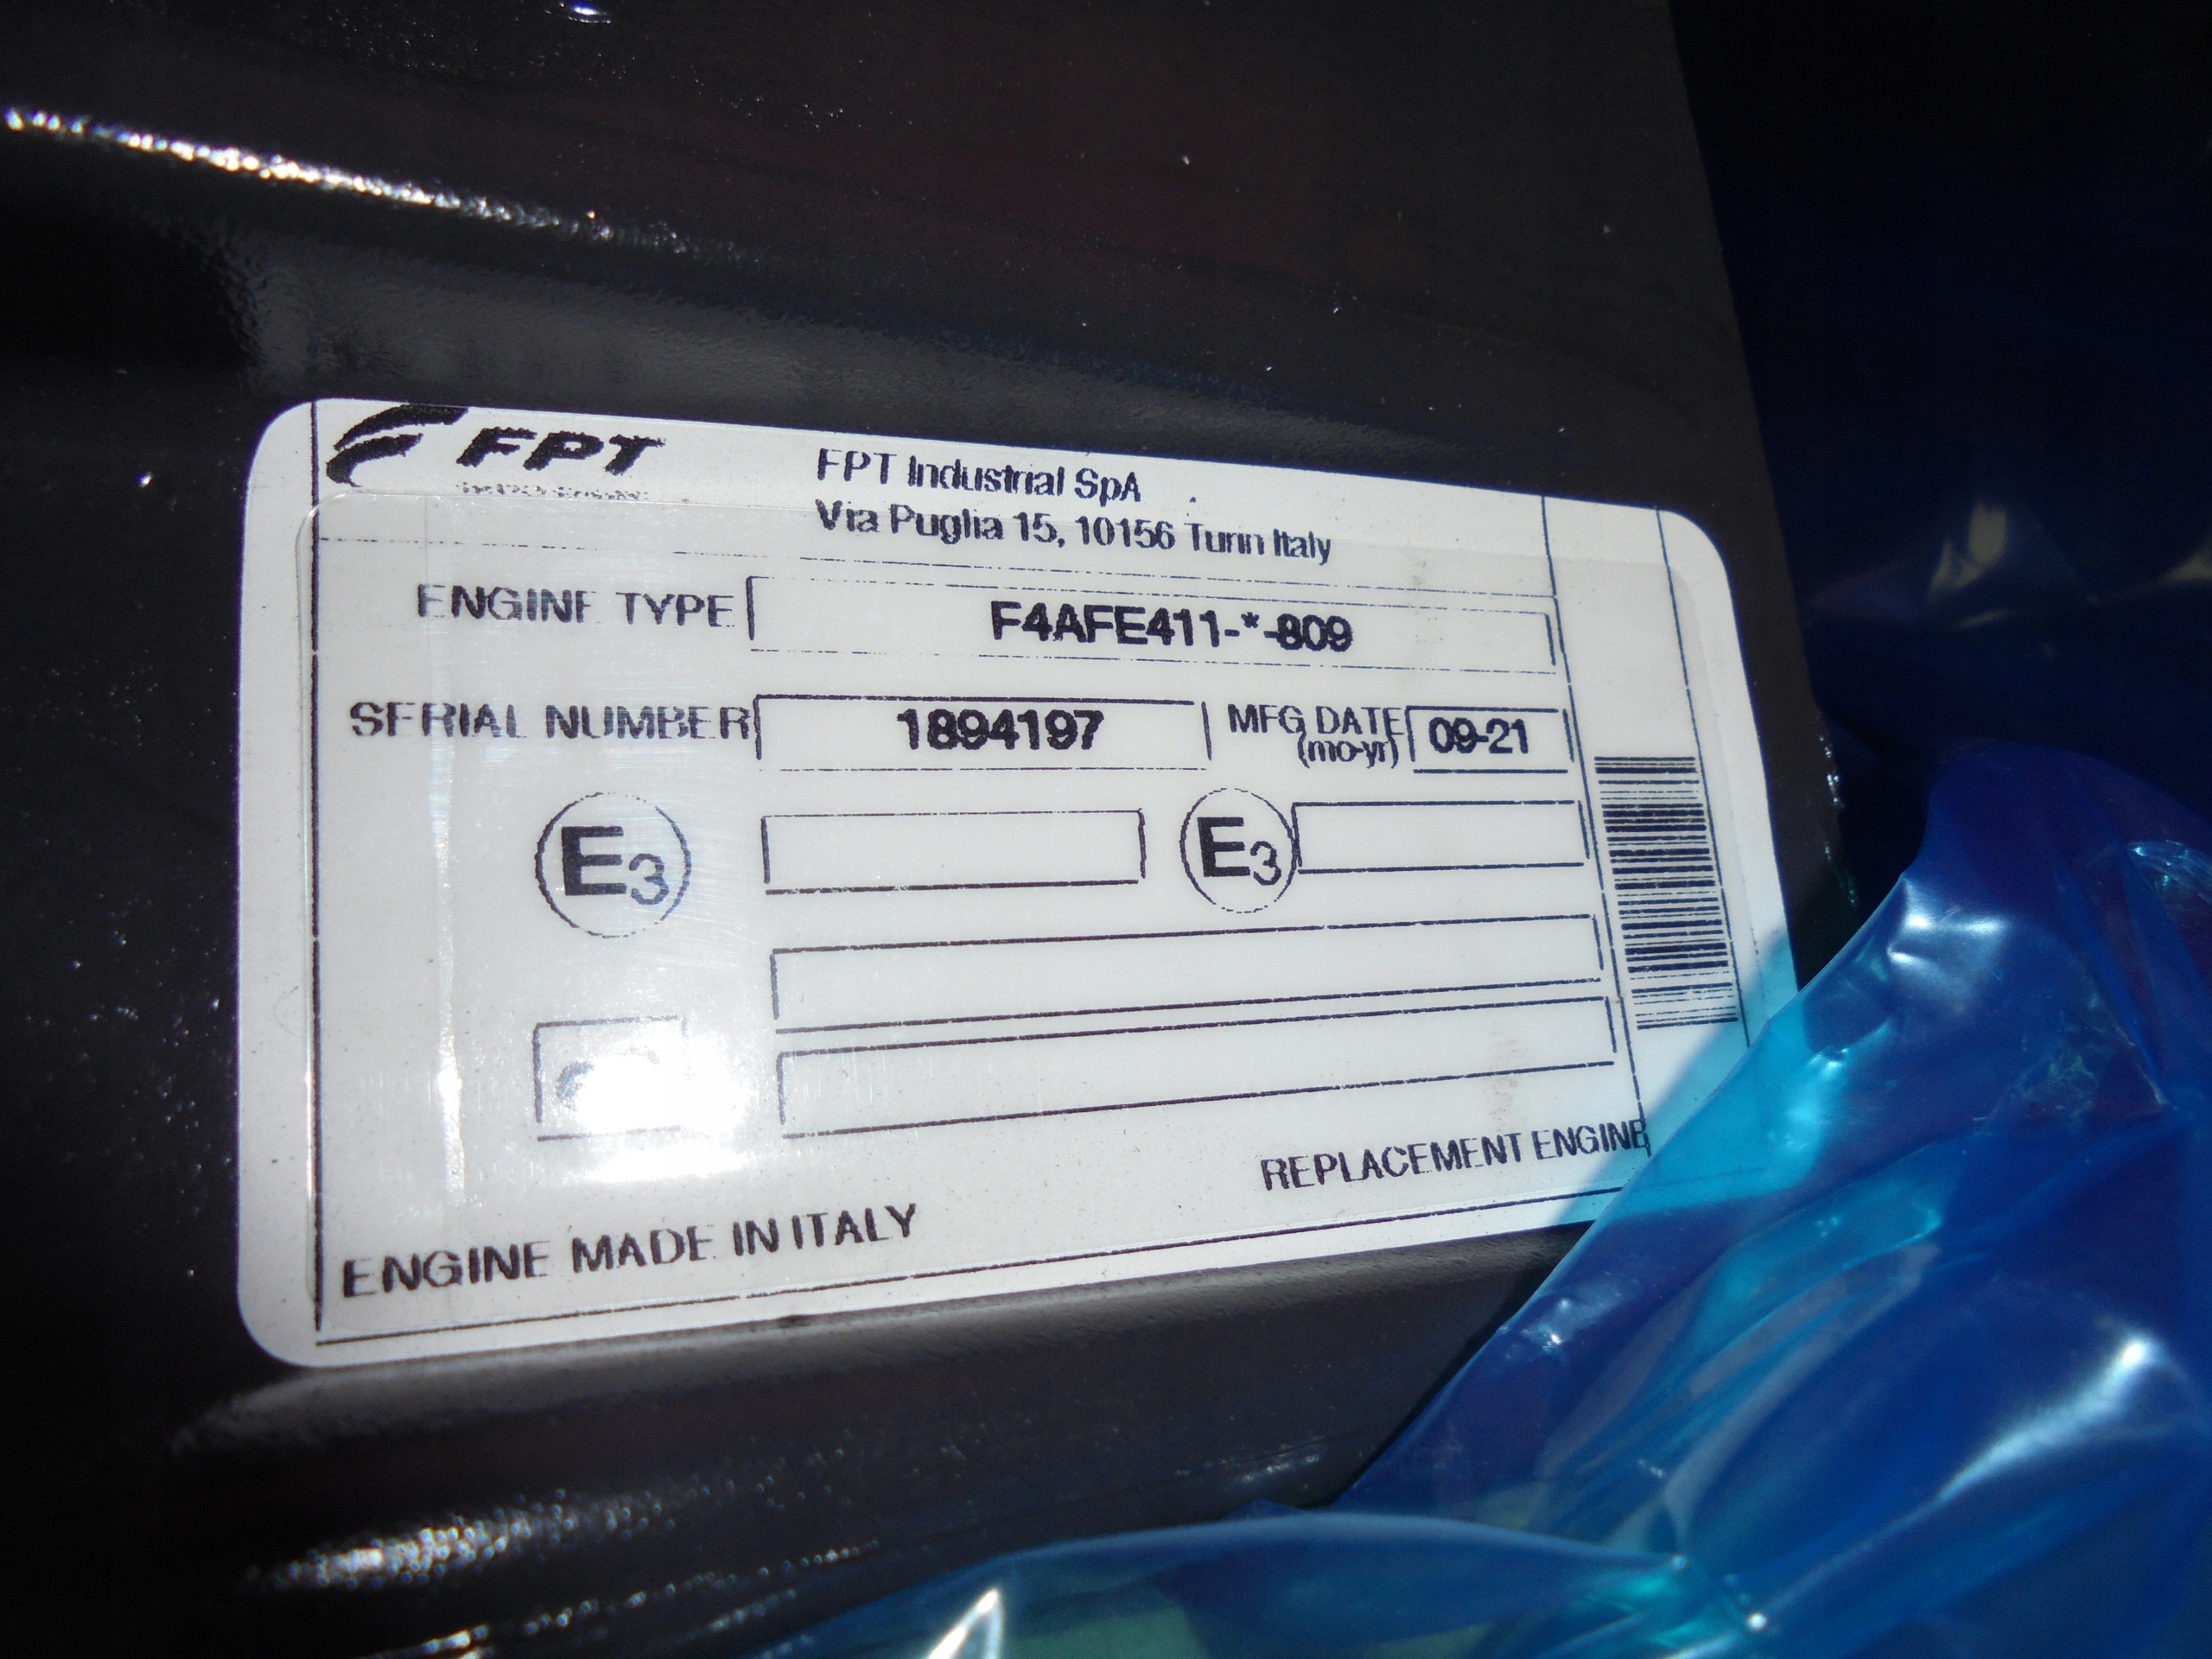 FPT
FPT Industrial SpA
Via Puglia 15, 10156 Turin Italy
ENGINE TYPE F4AFE411-*-809
SERIAL NUMBER 1894197 MFG DATE 09-21
(mo-yr)
E3 E3
REPLACEMENT ENGINE
ENGINE MADE IN ITALY